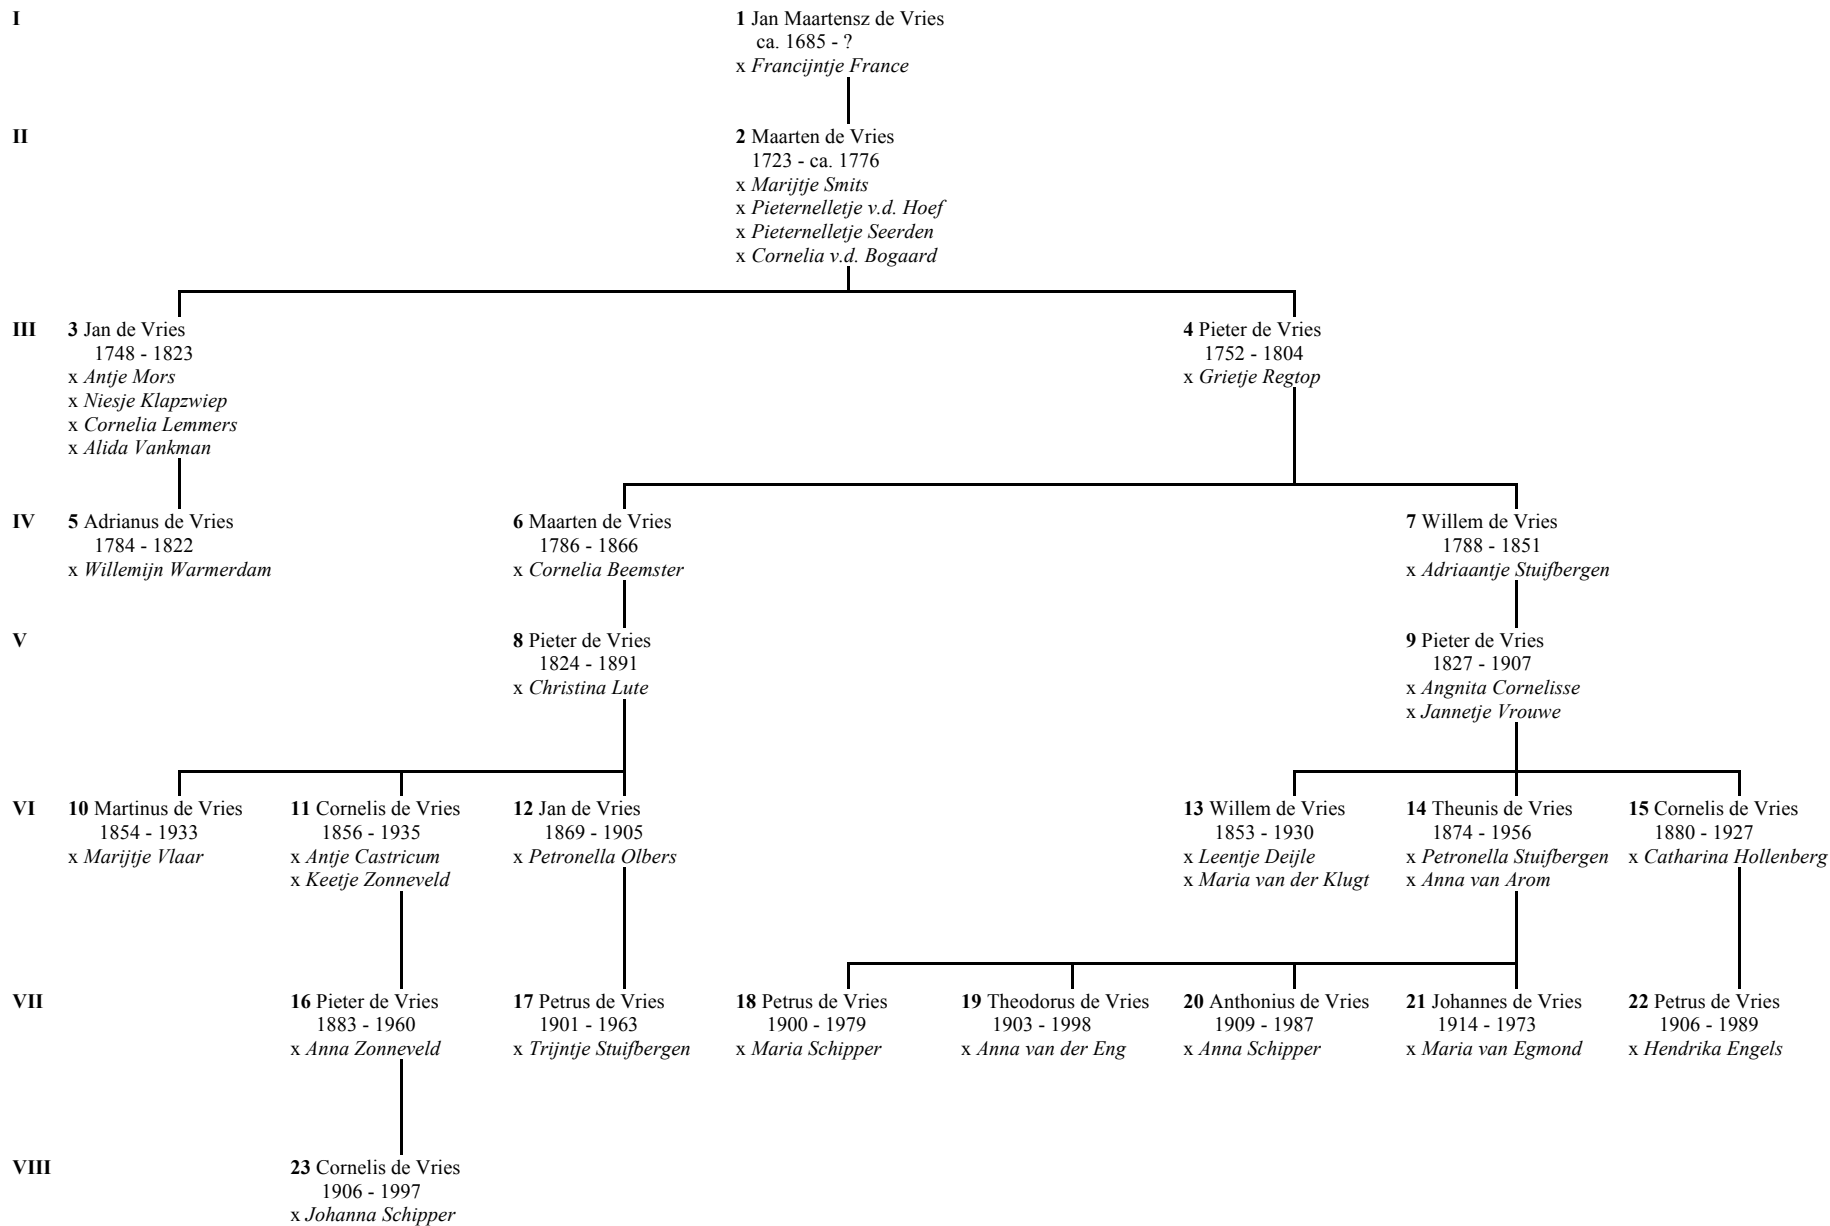 I
1 Jan Maartensz de Vries
ca. 1685 - ?
x Francijntje France
II
2 Maarten de Vries
1723 - ca. 1776
x Marijtje Smits
x Pieternelletje v.d. Hoef
x Pieternelletje Seerden
x Cornelia v.d. Bogaard
III
3 Jan de Vries
1748 - 1823
x Antje Mors
x Niesje Klapzwiep
x Cornelia Lemmers
x Alida Vankman
4 Pieter de Vries
1752 - 1804
x Grietje Regtop
IV
5 Adrianus de Vries
1784 - 1822
x Willemijn Warmerdam
6 Maarten de Vries
1786 - 1866
x Cornelia Beemster
7 Willem de Vries
1788 - 1851
x Adriaantje Stuifbergen
V
8 Pieter de Vries
1824 - 1891
x Christina Lute
9 Pieter de Vries
1827 - 1907
x Angnita Cornelisse
x Jannetje Vrouwe
VI
10 Martinus de Vries
1854 - 1933
x Marijtje Vlaar
11 Cornelis de Vries
1856 - 1935
x Antje Castricum
x Keetje Zonneveld
12 Jan de Vries
1869 - 1905
x Petronella Olbers
13 Willem de Vries
1853 - 1930
x Leentje Deijle
x Maria van der Klugt
14 Theunis de Vries
1874 - 1956
x Petronella Stuifbergen
x Anna van Arom
15 Cornelis de Vries
1880 - 1927
x Catharina Hollenberg
VII
16 Pieter de Vries
1883 - 1960
x Anna Zonneveld
17 Petrus de Vries
1901 - 1963
x Trijntje Stuifbergen
18 Petrus de Vries
1900 - 1979
x Maria Schipper
19 Theodorus de Vries
1903 - 1998
x Anna van der Eng
20 Anthonius de Vries
1909 - 1987
x Anna Schipper
21 Johannes de Vries
1914 - 1973
x Maria van Egmond
22 Petrus de Vries
1906 - 1989
x Hendrika Engels
VIII
23 Cornelis de Vries
1906 - 1997
x Johanna Schipper